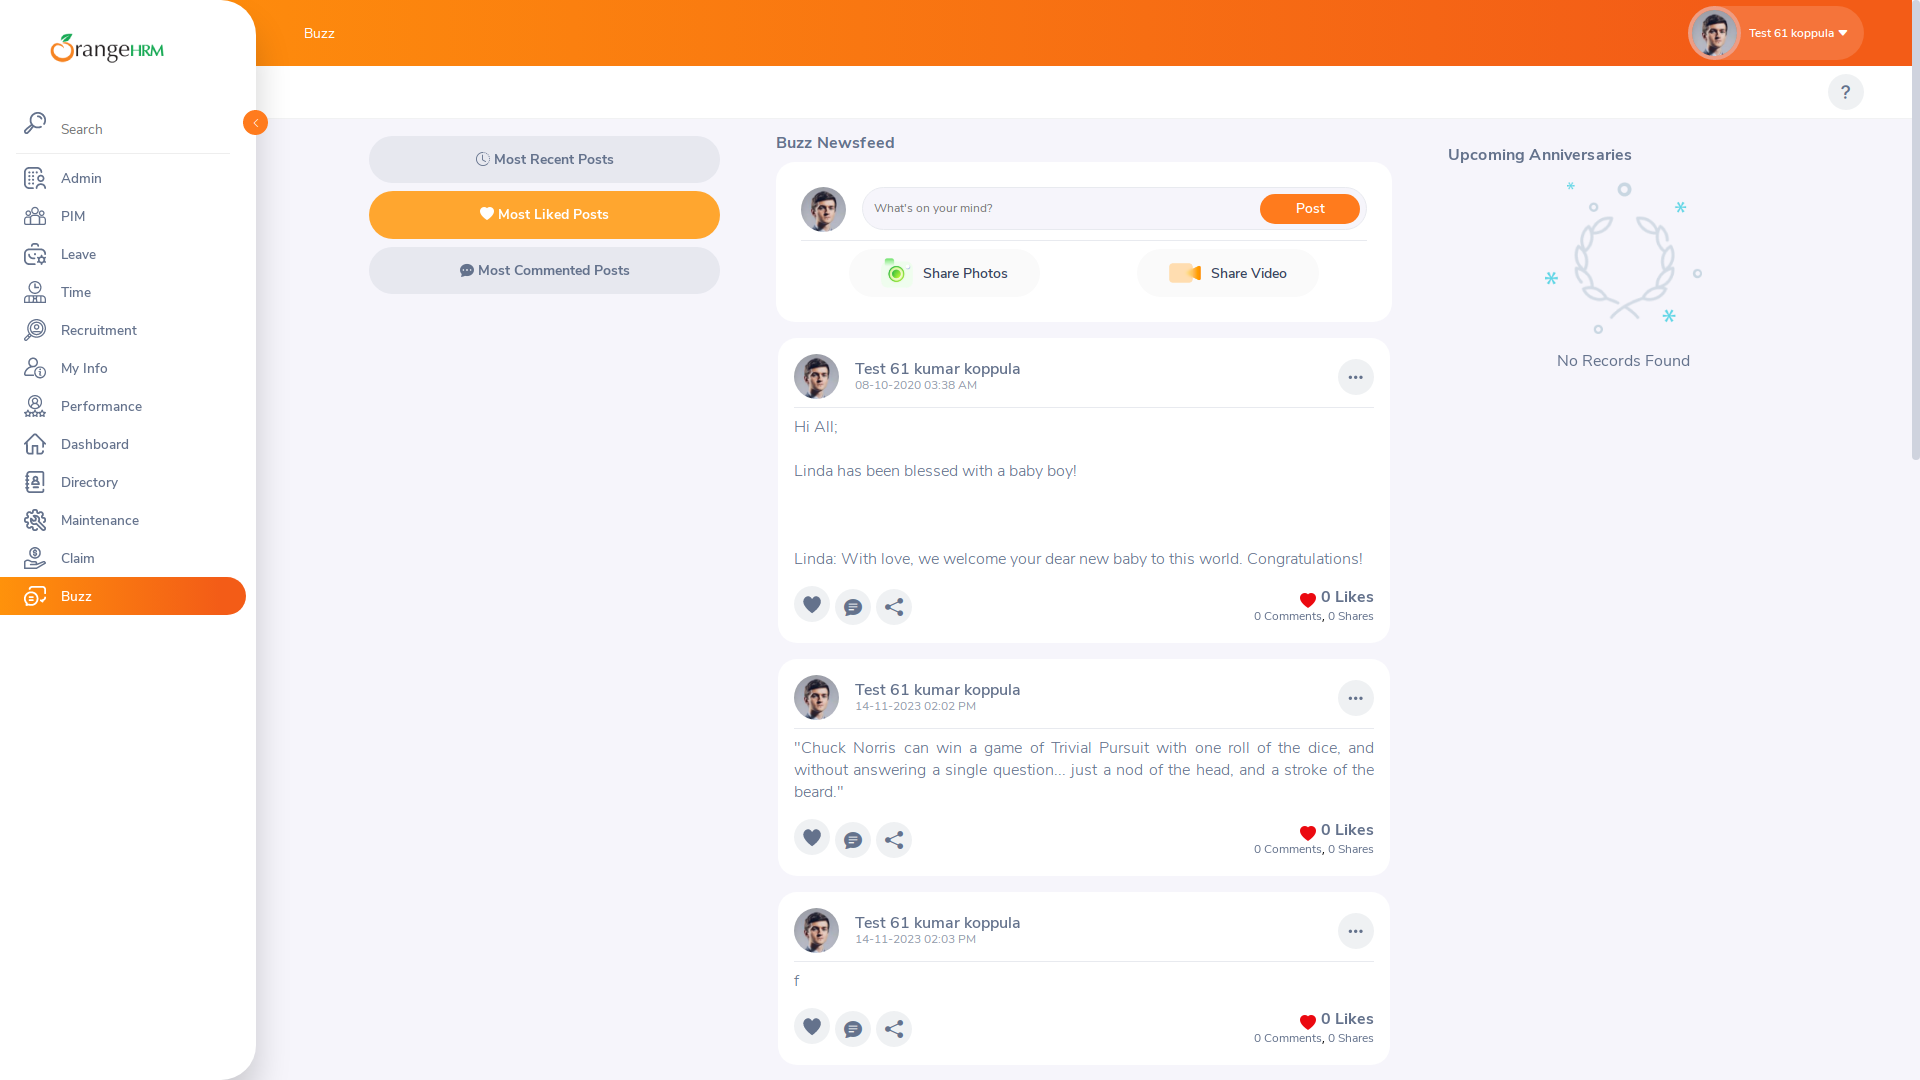 OrangeHRM
Search
Admin
PIM
Leave
Time
Recruitment
My Info
Performance
Dashboard
Directory
Maintenance
Claim
Buzz
Buzz
Test 61 koppula
?
Most Recent Posts
Most Liked Posts
Most Commented Posts
Buzz Newsfeed
What's on your mind?
Post
Share Photos
Share Video
Test 61 kumar koppula
08-10-2020 03:38 AM
Hi All;
Linda has been blessed with a baby boy!
Linda: With love, we welcome your dear new baby to this world. Congratulations!
0 Likes
0 Comments, 0 Shares
Test 61 kumar koppula
14-11-2023 02:02 PM
"Chuck Norris can win a game of Trivial Pursuit with one roll of the dice, and
without answering a single question... just a nod of the head, and a stroke of the
beard."
0 Likes
0 Comments, 0 Shares
Test 61 kumar koppula
14-11-2023 02:03 PM
f
0 Likes
0 Comments, 0 Shares
Upcoming Anniversaries
No Records Found